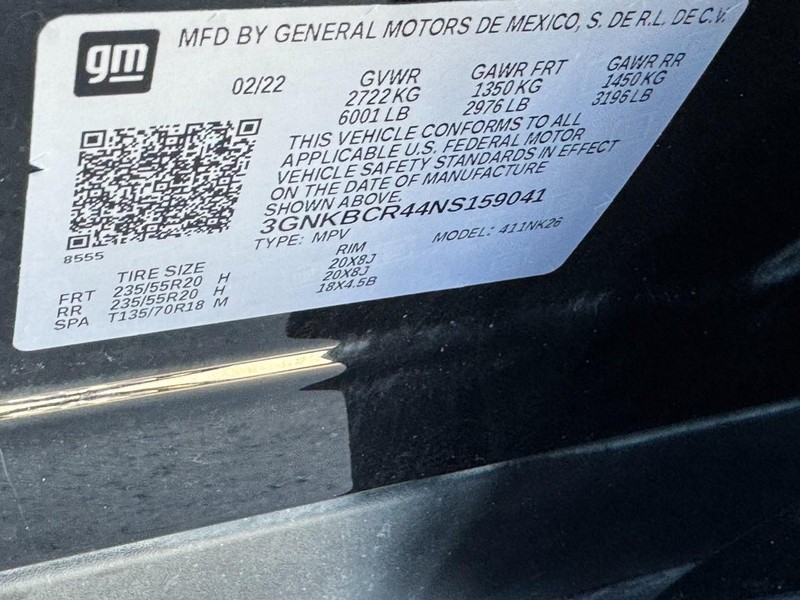 gm
MFD BY GENERAL MOTORS DE MEXICO, S. DE R.L. DE C.V.
02/22 GVWR GAWR FRT GAWR RR
2722 KG 1350 KG 1450 KG
6001 LB 2976 LB 3196 LB
THIS VEHICLE CONFORMS TO ALL
APPLICABLE U.S. FEDERAL MOTOR
VEHICLE SAFETY STANDARDS IN EFFECT
ON THE DATE OF MANUFACTURE
SHOWN ABOVE.
3GNKBCR44NS159041
8555 TYPE: MPV MODEL: 411NK26
TIRE SIZE RIM
FRT 235/55R20 H 20X8J
RR 235/55R20 H 20X8J
SPA T135/70R18 M 18X4.5B